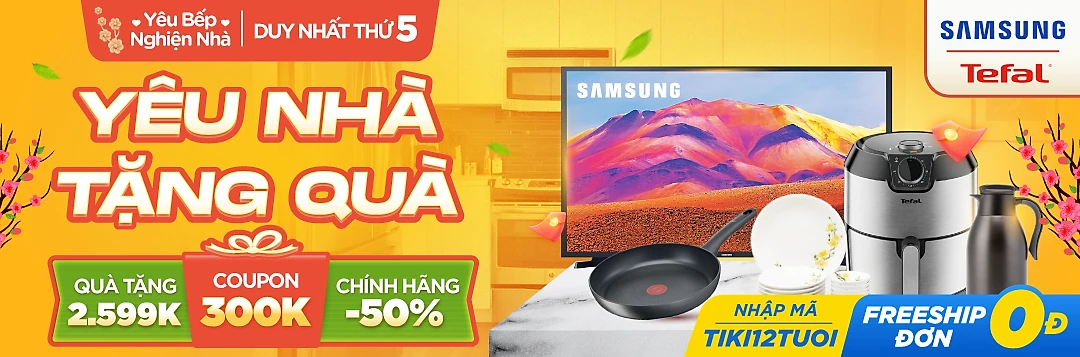 Yêu Bếp
Nghiện Nhà
DUY NHẤT THỨ 5
YÊU NHÀ
TẶNG QUÀ
QUÀ TẶNG
2.599K
COUPON
300K
CHÍNH HÃNG
-50%
SAMSUNG
Tefal
SAMSUNG
Tefal
NHẬP MÃ
TIKI12TUOI
FREESHIP
ĐƠN
0Đ